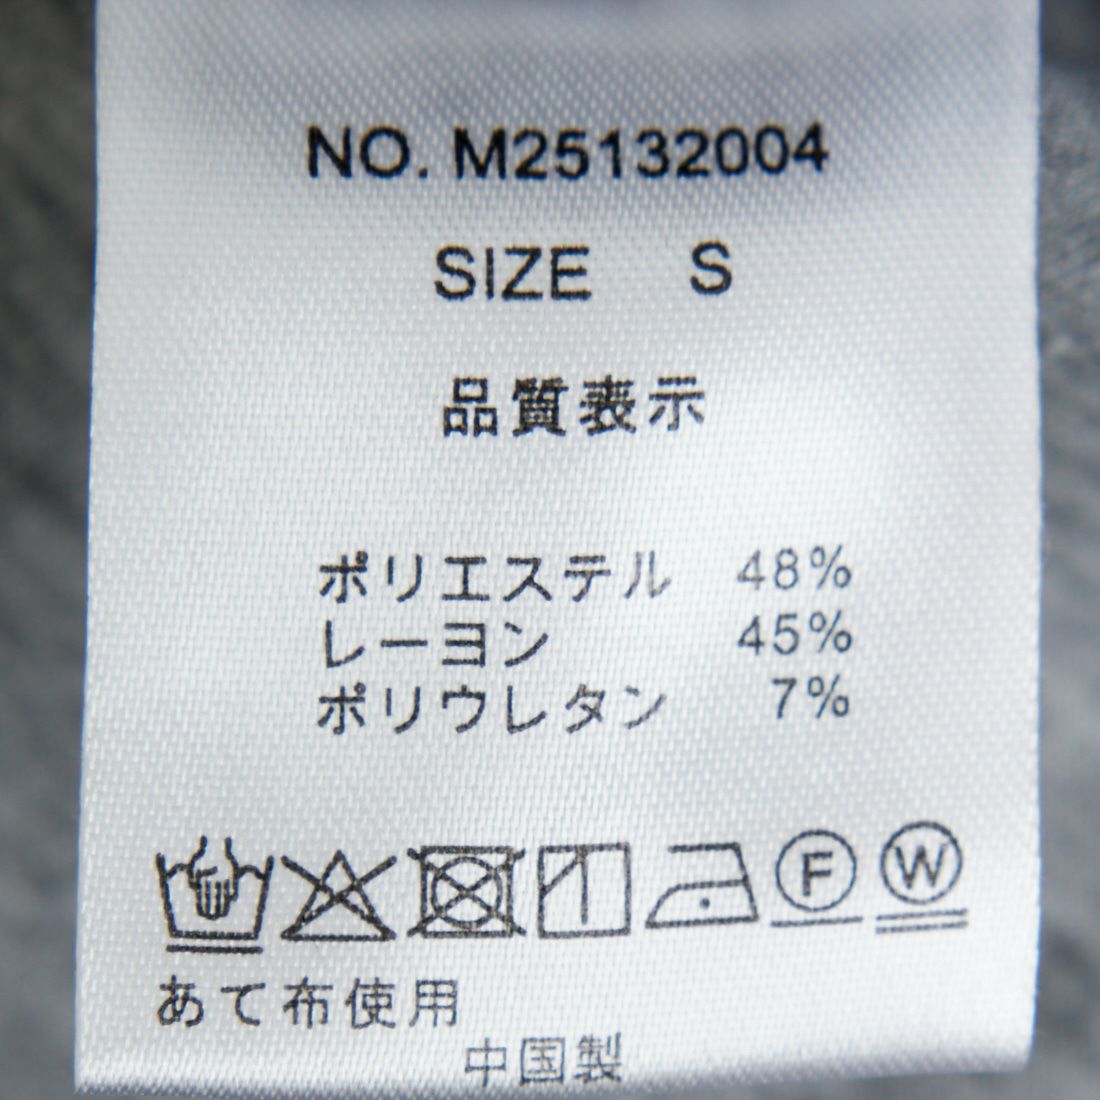 NO. M25132004
SIZE S
品質表示
ポリエステル 48%
レーヨン 45%
ポリウレタン 7%
F W
あて布使用
中国製